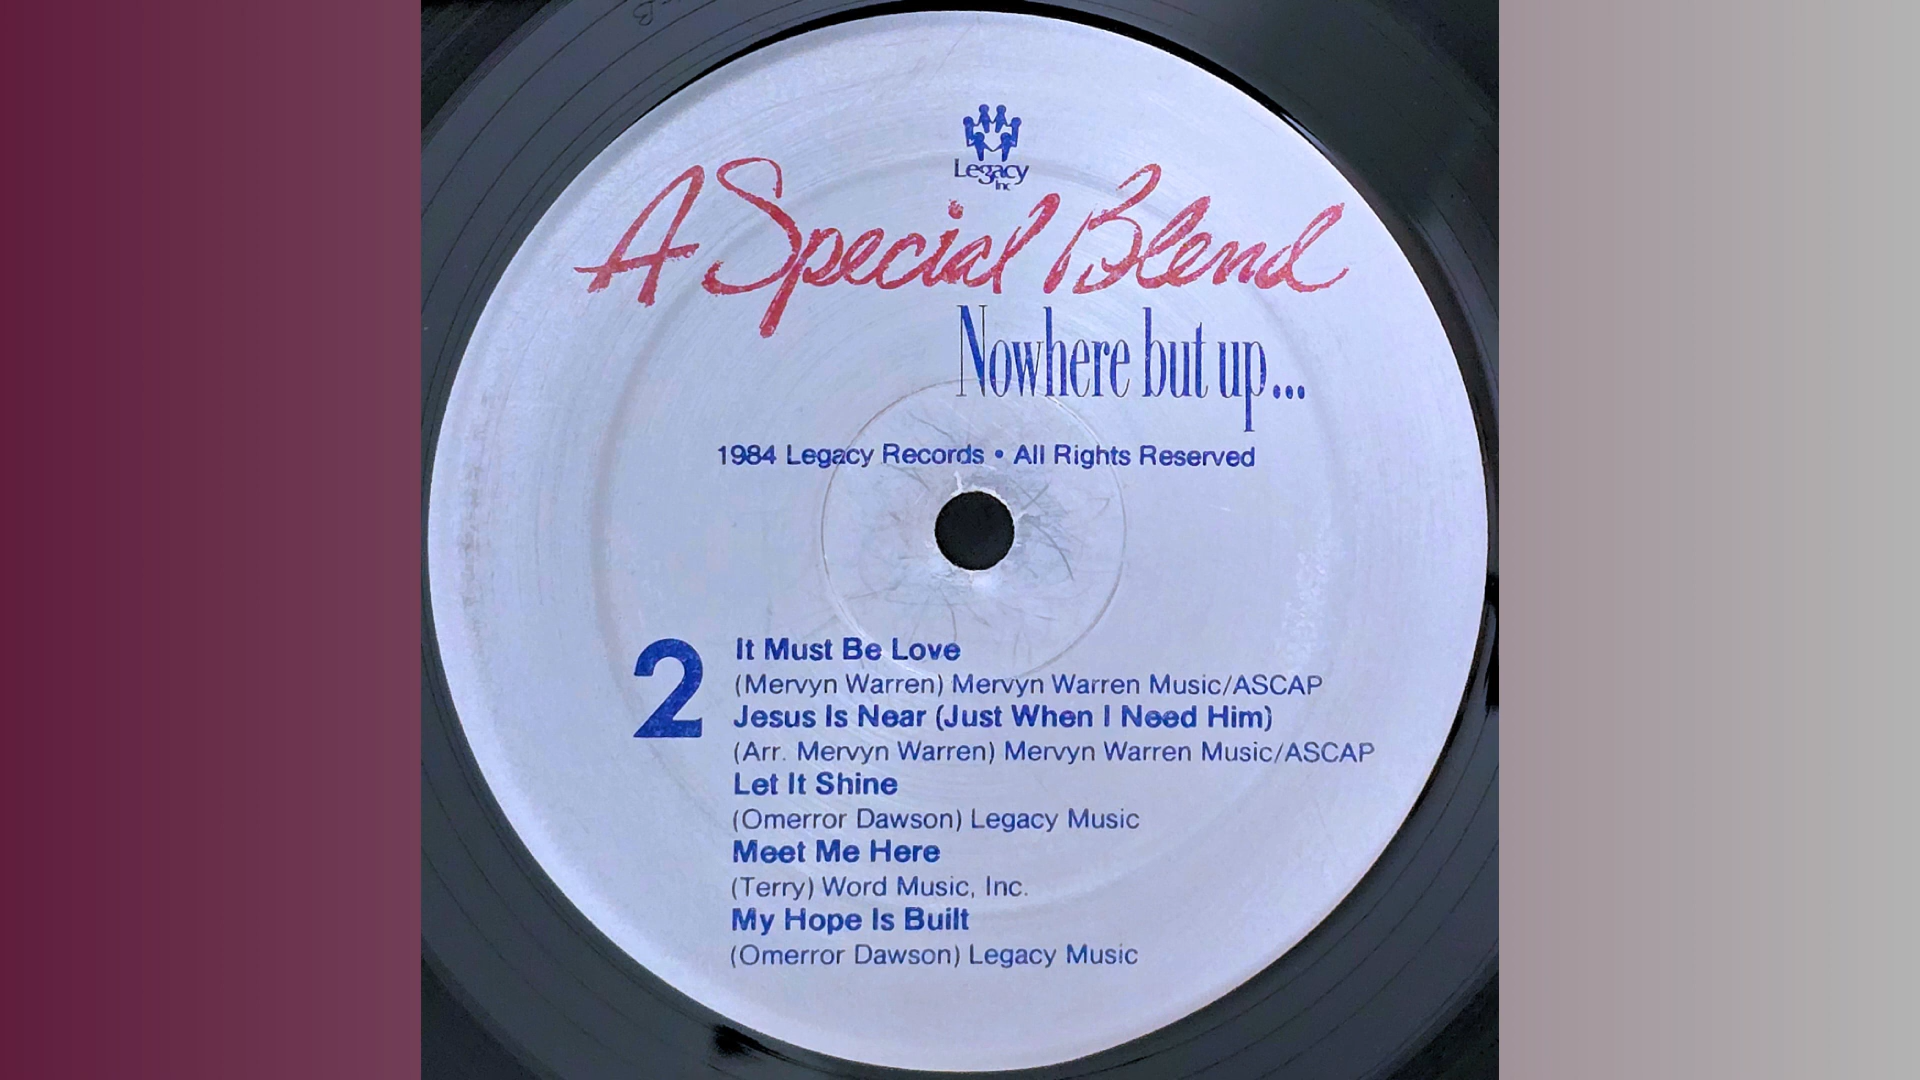 Legacy
Inc
A Special Blend
Nowhere but up...
1984 Legacy Records • All Rights Reserved
2
It Must Be Love
(Mervyn Warren) Mervyn Warren Music/ASCAP
Jesus Is Near (Just When I Need Him)
(Arr. Mervyn Warren) Mervyn Warren Music/ASCAP
Let It Shine
(Omerror Dawson) Legacy Music
Meet Me Here
(Terry) Word Music, Inc.
My Hope Is Built
(Omerror Dawson) Legacy Music